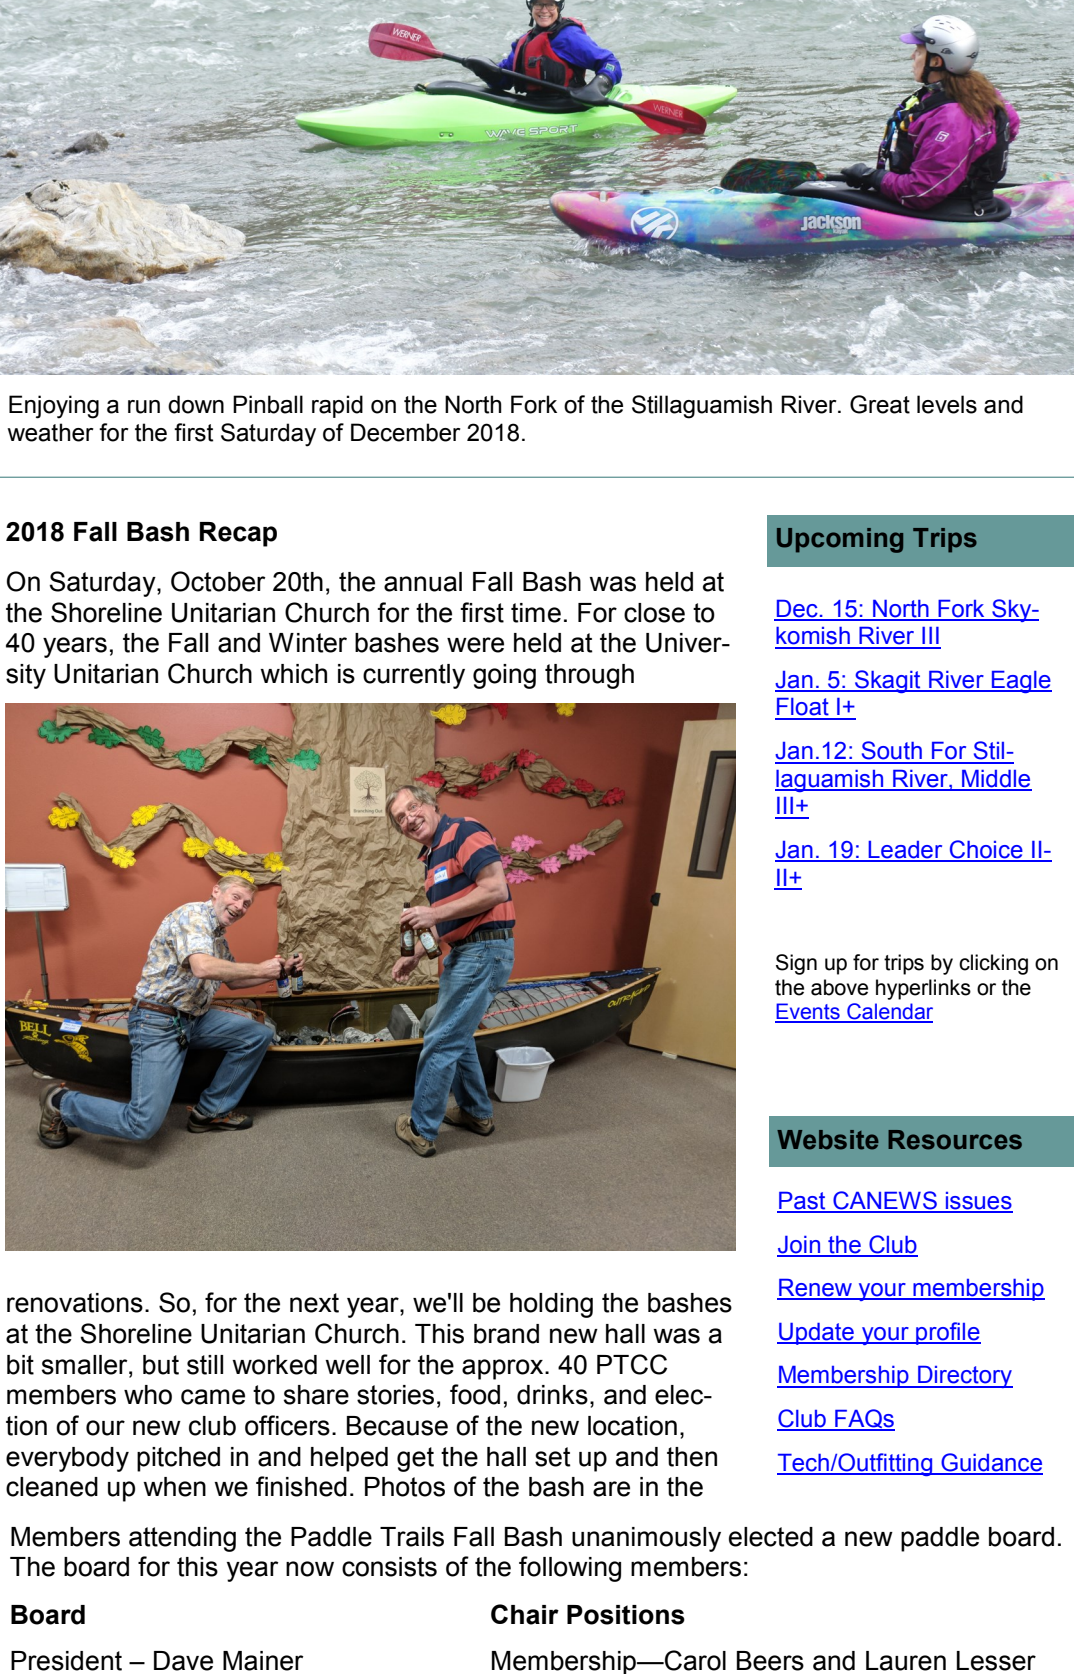 WERNER
WERNER
WAVE SPORT
Jackson
Enjoying a run down Pinball rapid on the North Fork of the Stillaguamish River. Great levels and
weather for the first Saturday of December 2018.
2018 Fall Bash Recap
On Saturday, October 20th, the annual Fall Bash was held at
the Shoreline Unitarian Church for the first time. For close to
40 years, the Fall and Winter bashes were held at the Univer-
sity Unitarian Church which is currently going through
BELL
OUTRAGE
renovations. So, for the next year, we'll be holding the bashes
at the Shoreline Unitarian Church. This brand new hall was a
bit smaller, but still worked well for the approx. 40 PTCC
members who came to share stories, food, drinks, and elec-
tion of our new club officers. Because of the new location,
everybody pitched in and helped get the hall set up and then
cleaned up when we finished. Photos of the bash are in the
Upcoming Trips
Dec. 15: North Fork Sky-
komish River III
Jan. 5: Skagit River Eagle
Float I+
Jan.12: South For Stil-
laguamish River, Middle
III+
Jan. 19: Leader Choice II-
II+
Sign up for trips by clicking on
the above hyperlinks or the
Events Calendar
Website Resources
Past CANEWS issues
Join the Club
Renew your membership
Update your profile
Membership Directory
Club FAQs
Tech/Outfitting Guidance
Members attending the Paddle Trails Fall Bash unanimously elected a new paddle board.
The board for this year now consists of the following members:
Board
President – Dave Mainer
Chair Positions
Membership—Carol Beers and Lauren Lesser